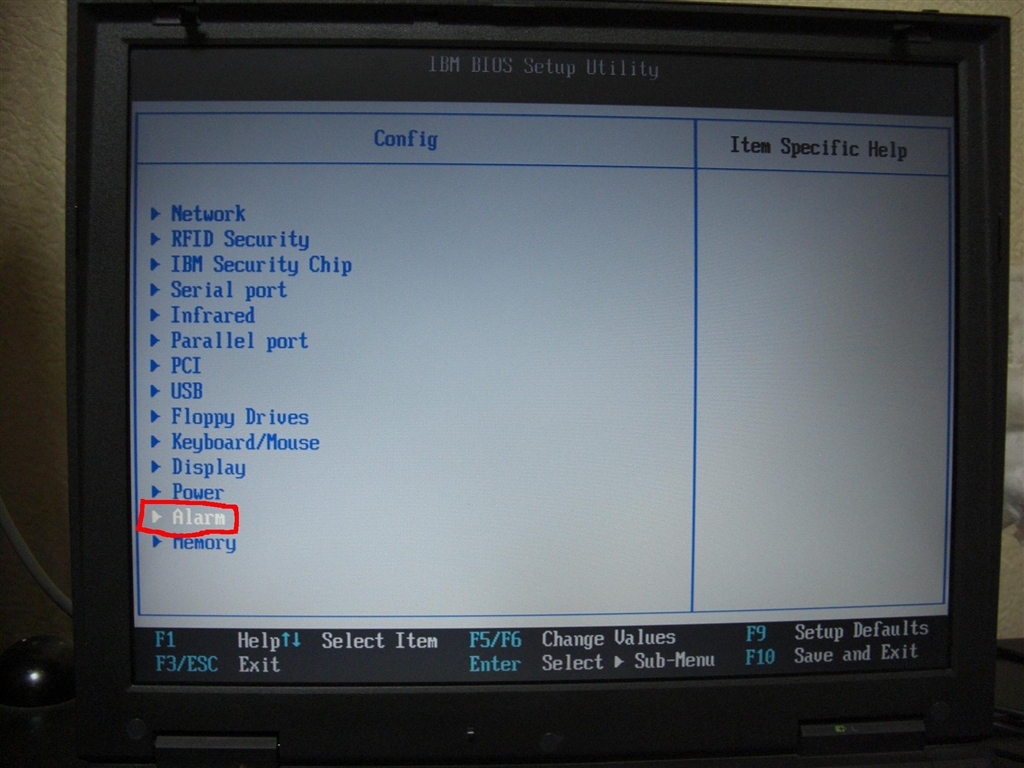 IBM BIOS Setup Utility
Config
Item Specific Help
Network
RFID Security
IBM Security Chip
Serial port
Infrared
Parallel port
PCI
USB
Floppy Drives
Keyboard/Mouse
Display
Power
Alarm
Memory
F1 Help↑↓ Select Item F5/F6 Change Values F9 Setup Defaults
F3/ESC Exit Enter Select ▶ Sub-Menu F10 Save and Exit